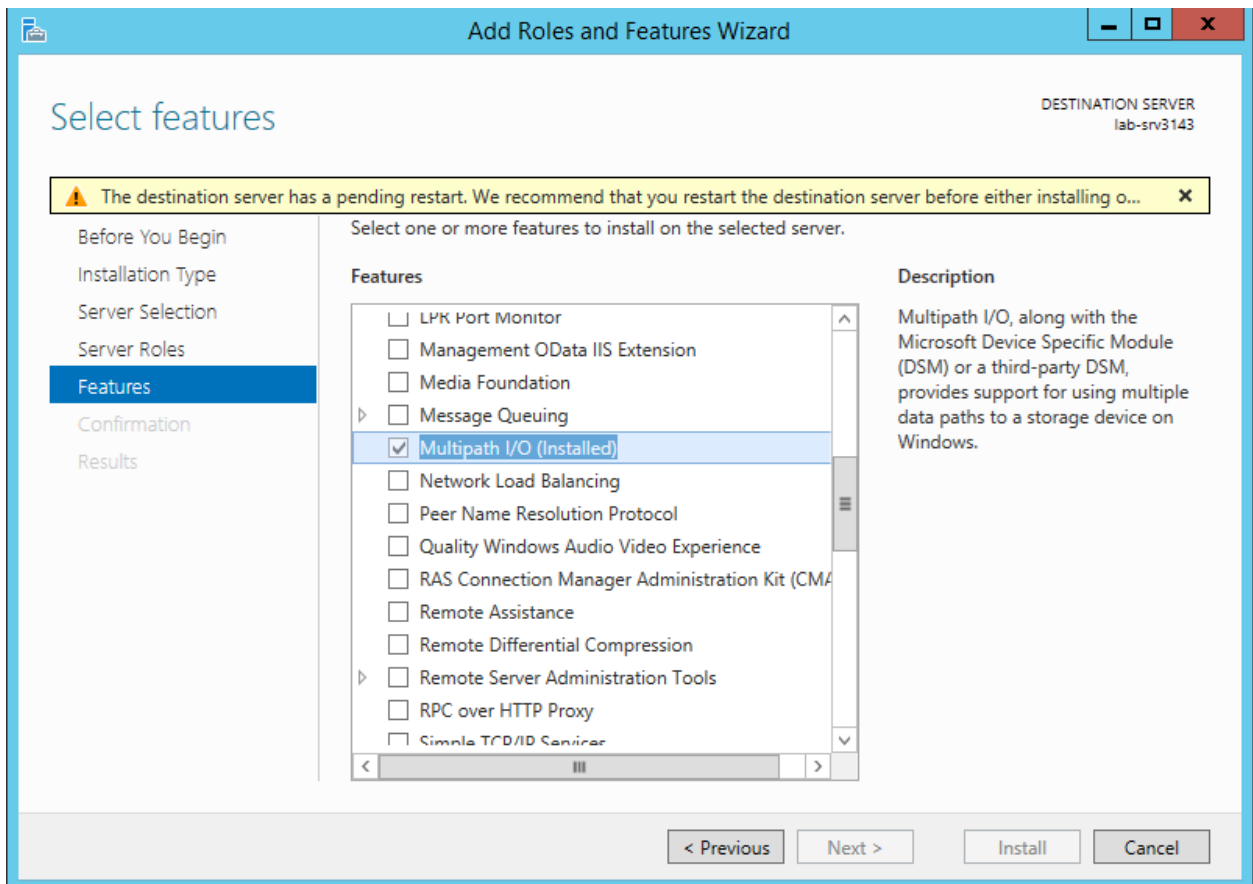 Add Roles and Features Wizard
Select features
DESTINATION SERVER
lab-srv3143
The destination server has a pending restart. We recommend that you restart the destination server before either installing o...
Before You Begin
Installation Type
Server Selection
Server Roles
Features
Confirmation
Results
Select one or more features to install on the selected server.
Features
LPR Port Monitor
Management OData IIS Extension
Media Foundation
Message Queuing
Multipath I/O (Installed)
Network Load Balancing
Peer Name Resolution Protocol
Quality Windows Audio Video Experience
RAS Connection Manager Administration Kit (CMA
Remote Assistance
Remote Differential Compression
Remote Server Administration Tools
RPC over HTTP Proxy
Simple TCP/IP Services
Description
Multipath I/O, along with the
Microsoft Device Specific Module
(DSM) or a third-party DSM,
provides support for using multiple
data paths to a storage device on
Windows.
< Previous
Next >
Install
Cancel